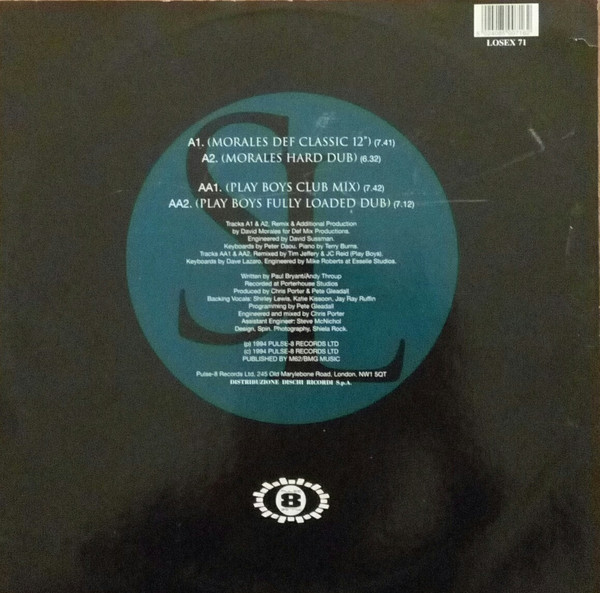 LOSEX 71
A1. (MORALES DEF CLASSIC 12") (7.41)
A2. (MORALES HARD DUB) (6.32)
AA1. (PLAY BOYS CLUB MIX) (7.42)
AA2. (PLAY BOYS FULLY LOADED DUB) (7.12)
Tracks A1 & A2, Remix & Additional Production
by David Morales for Def Mix Productions.
Engineered by David Sussman.
Keyboards by Peter Daou, Piano by Terry Burns.
Tracks AA1 & AA2, Remixed by Tim Jeffery & JC Reid (Play Boys).
Keyboards by Dave Lazaro, Engineered by Mike Roberts at Esselle Studios.
Written by Paul Bryant/Andy Throup
Recorded at Porterhouse Studios
Produced by Chris Porter & Pete Gleadall
Backing Vocals: Shirley Lewis, Katie Kissoon, Jay Ray Ruffin
Programming by Pete Gleadall
Engineered and mixed by Chris Porter
Assistant Engineer: Steve McNichol
Design, Spin. Photography, Shiela Rock.
(p) 1994 PULSE-8 RECORDS LTD
(c) 1994 PULSE-8 RECORDS LTD
PUBLISHED BY M62/BMG MUSIC
Pulse-8 Records Ltd, 245 Old Marylebone Road, London, NW1 5QT
DISTRIBUZIONE DISCHI RICORDI S.p.A.
SL
8